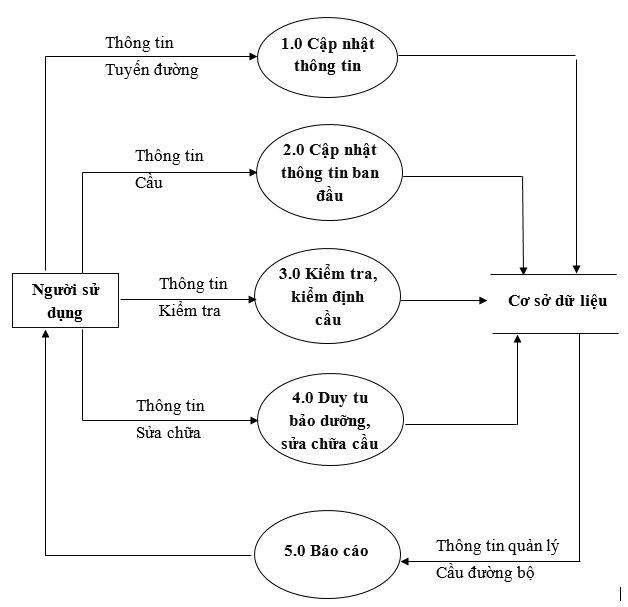 Thông tin
Tuyến đường
1.0 Cập nhật
thông tin
Thông tin
Cầu
2.0 Cập nhật
thông tin ban
đầu
Người sử
dụng
Thông tin
Kiểm tra
3.0 Kiểm tra,
kiểm định
cầu
Cơ sở dữ liệu
Thông tin
Sửa chữa
4.0 Duy tu
bảo dưỡng,
sửa chữa cầu
5.0 Báo cáo
Thông tin quản lý
Cầu đường bộ